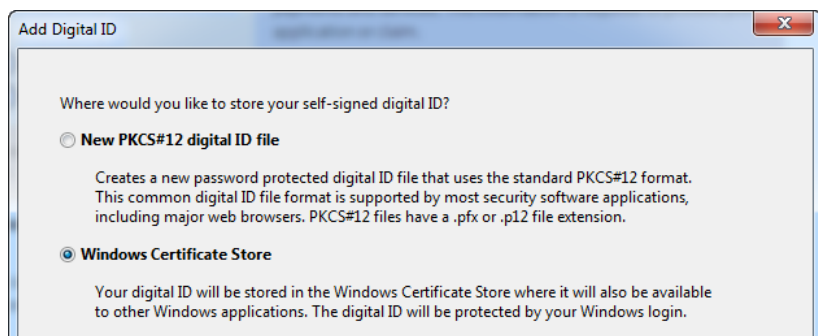 Add Digital ID
Where would you like to store your self-signed digital ID?
New PKCS#12 digital ID file
Creates a new password protected digital ID file that uses the standard PKCS#12 format.
This common digital ID file format is supported by most security software applications,
including major web browsers. PKCS#12 files have a .pfx or .p12 file extension.
Windows Certificate Store
Your digital ID will be stored in the Windows Certificate Store where it will also be available
to other Windows applications. The digital ID will be protected by your Windows login.